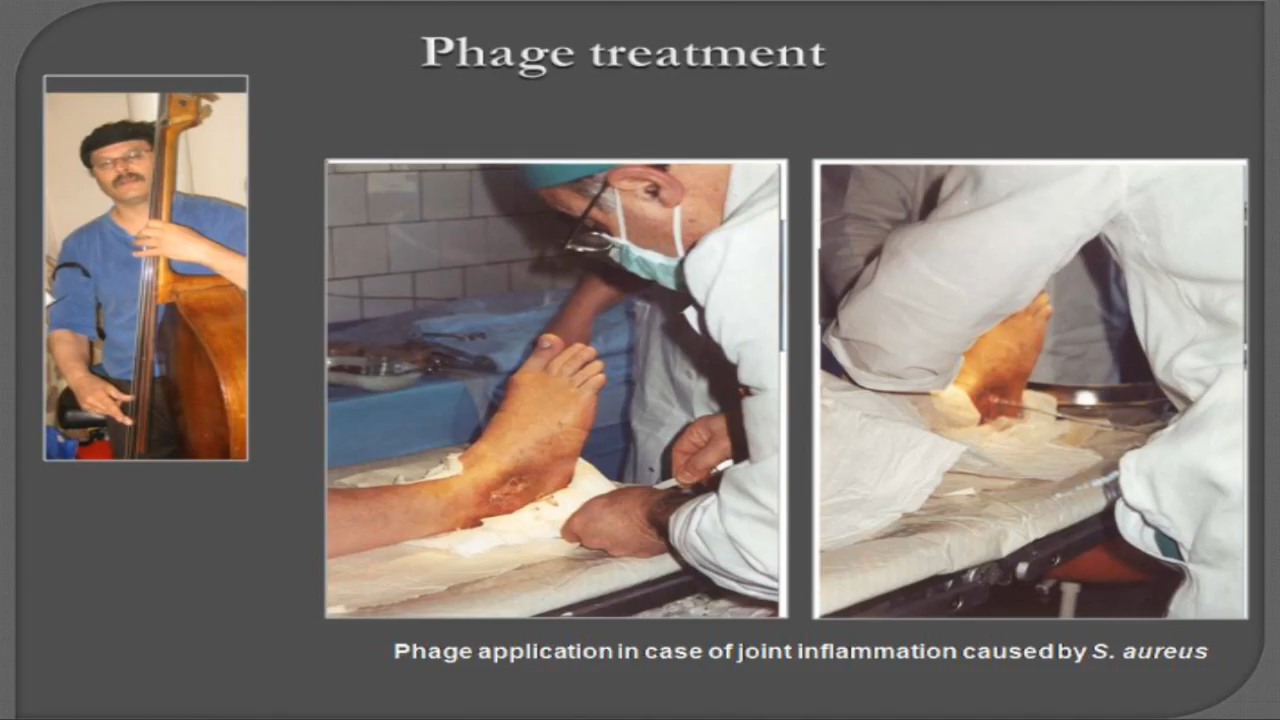 Phage treatment
Phage application in case of joint inflammation caused by S. aureus